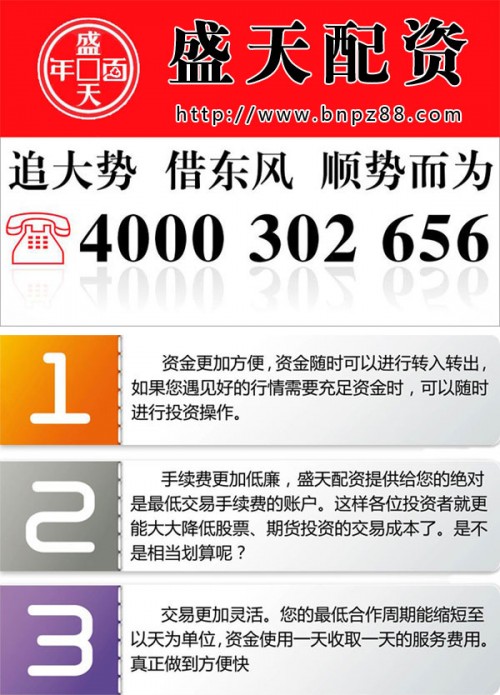 盛
年 面
天
盛天配资
http://www.bnpz88.com
追大势 借东风 顺势而为
4000 302 656
1
资金更加方便，资金随时可以进行转入转出，
如果您遇见好的行情需要充足资金时，可以随时
进行投资操作。
2
手续费更加低廉，盛天配资提供给您的绝对
是最低交易手续费的账户。这样各位投资者就更
能大大降低股票、期货投资的交易成本了。是不
是相当划算呢？
3
交易更加灵活。您的最低合作周期能缩短至
以天为单位，资金使用一天收取一天的服务费用。
真正做到方便快